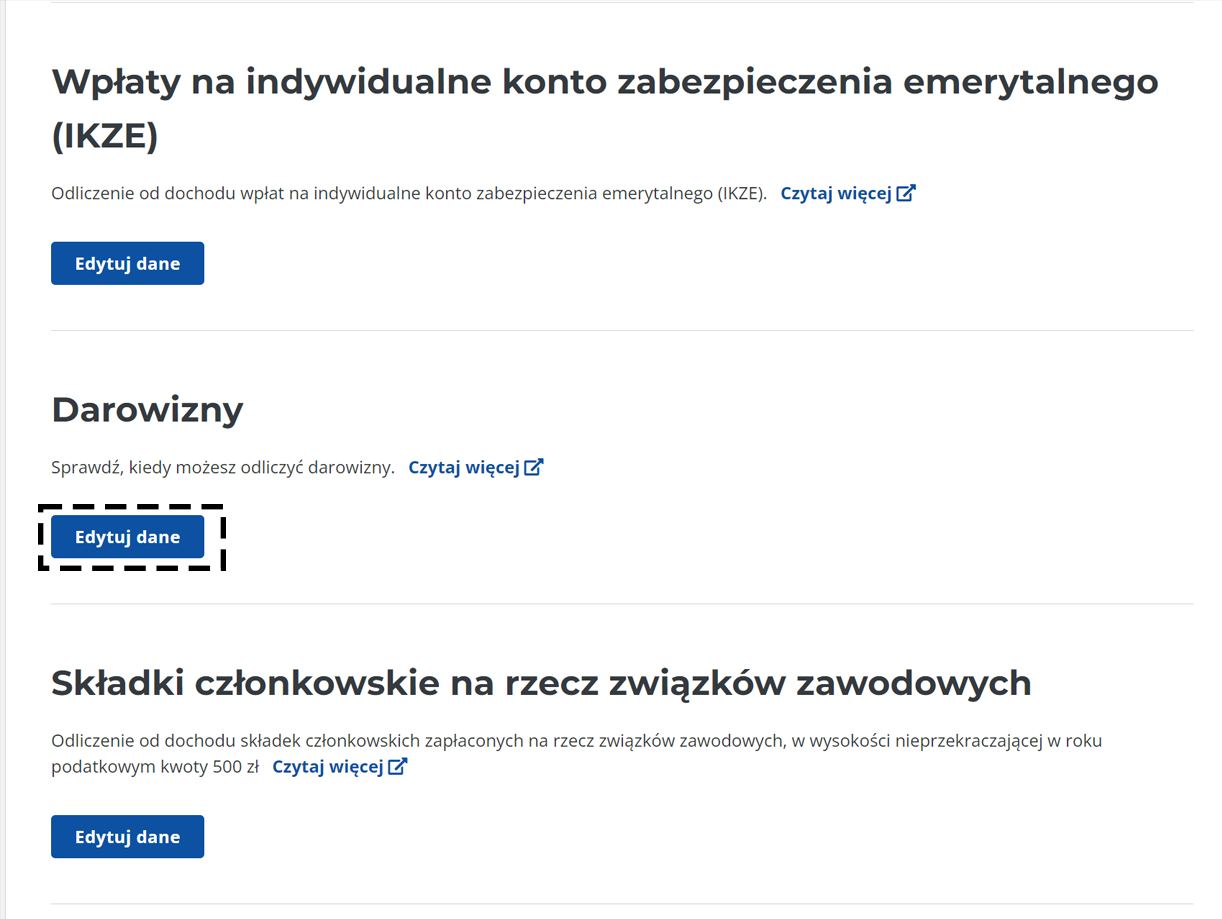 Wpłaty na indywidualne konto zabezpieczenia emerytalnego
(IKZE)
Odliczenie od dochodu wpłat na indywidualne konto zabezpieczenia emerytalnego (IKZE). Czytaj więcej
Edytuj dane
Darowizny
Sprawdź, kiedy możesz odliczyć darowizny. Czytaj więcej
Edytuj dane
Składki członkowskie na rzecz związków zawodowych
Odliczenie od dochodu składek członkowskich zapłaconych na rzecz związków zawodowych, w wysokości nieprzekraczającej w roku
podatkowym kwoty 500 zł Czytaj więcej
Edytuj dane